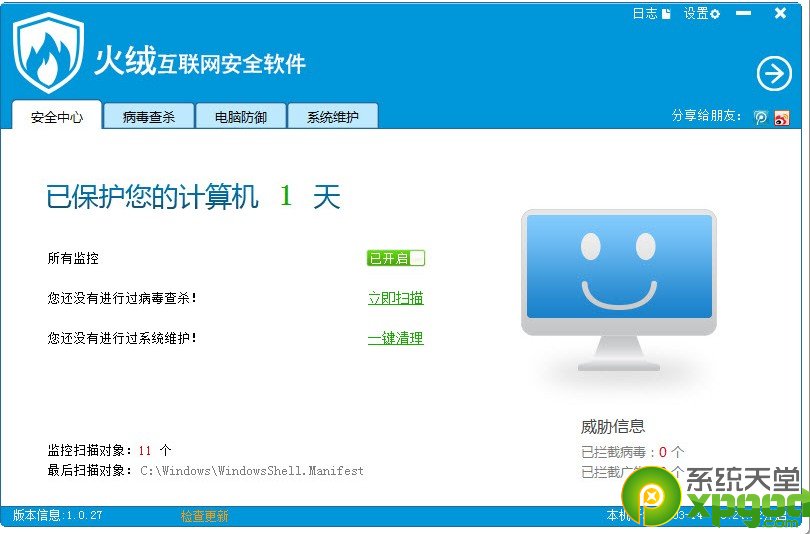 日志 设置
火绒互联网安全软件
安全中心 病毒查杀 电脑防御 系统维护 分享给朋友：
已保护您的计算机 1 天
所有监控 已开启
您还没有进行过病毒查杀！ 立即扫描
您还没有进行过系统维护！ 一键清理
威胁信息
监控扫描对象：11 个
已拦截病毒：0 个
最后扫描对象：C:\Windows\WindowsShell.Manifest
已拦截广 个
系统天堂
版本信息:1.0.27 检查更新 本机